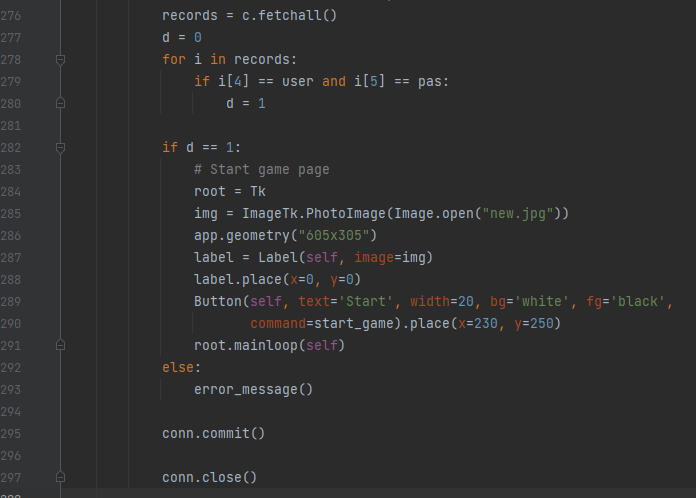 276 records = c.fetchall()
277 d = 0
278 for i in records:
279 if i[4] == user and i[5] == pas:
280 d = 1
281
282 if d == 1:
283 # Start game page
284 root = Tk
285 img = ImageTk.PhotoImage(Image.open("new.jpg"))
286 app.geometry("605x305")
287 label = Label(self, image=img)
288 label.place(x=0, y=0)
289 Button(self, text='Start', width=20, bg='white', fg='black',
290 command=start_game).place(x=230, y=250)
291 root.mainloop(self)
292 else:
293 error_message()
294
295 conn.commit()
296
297 conn.close()